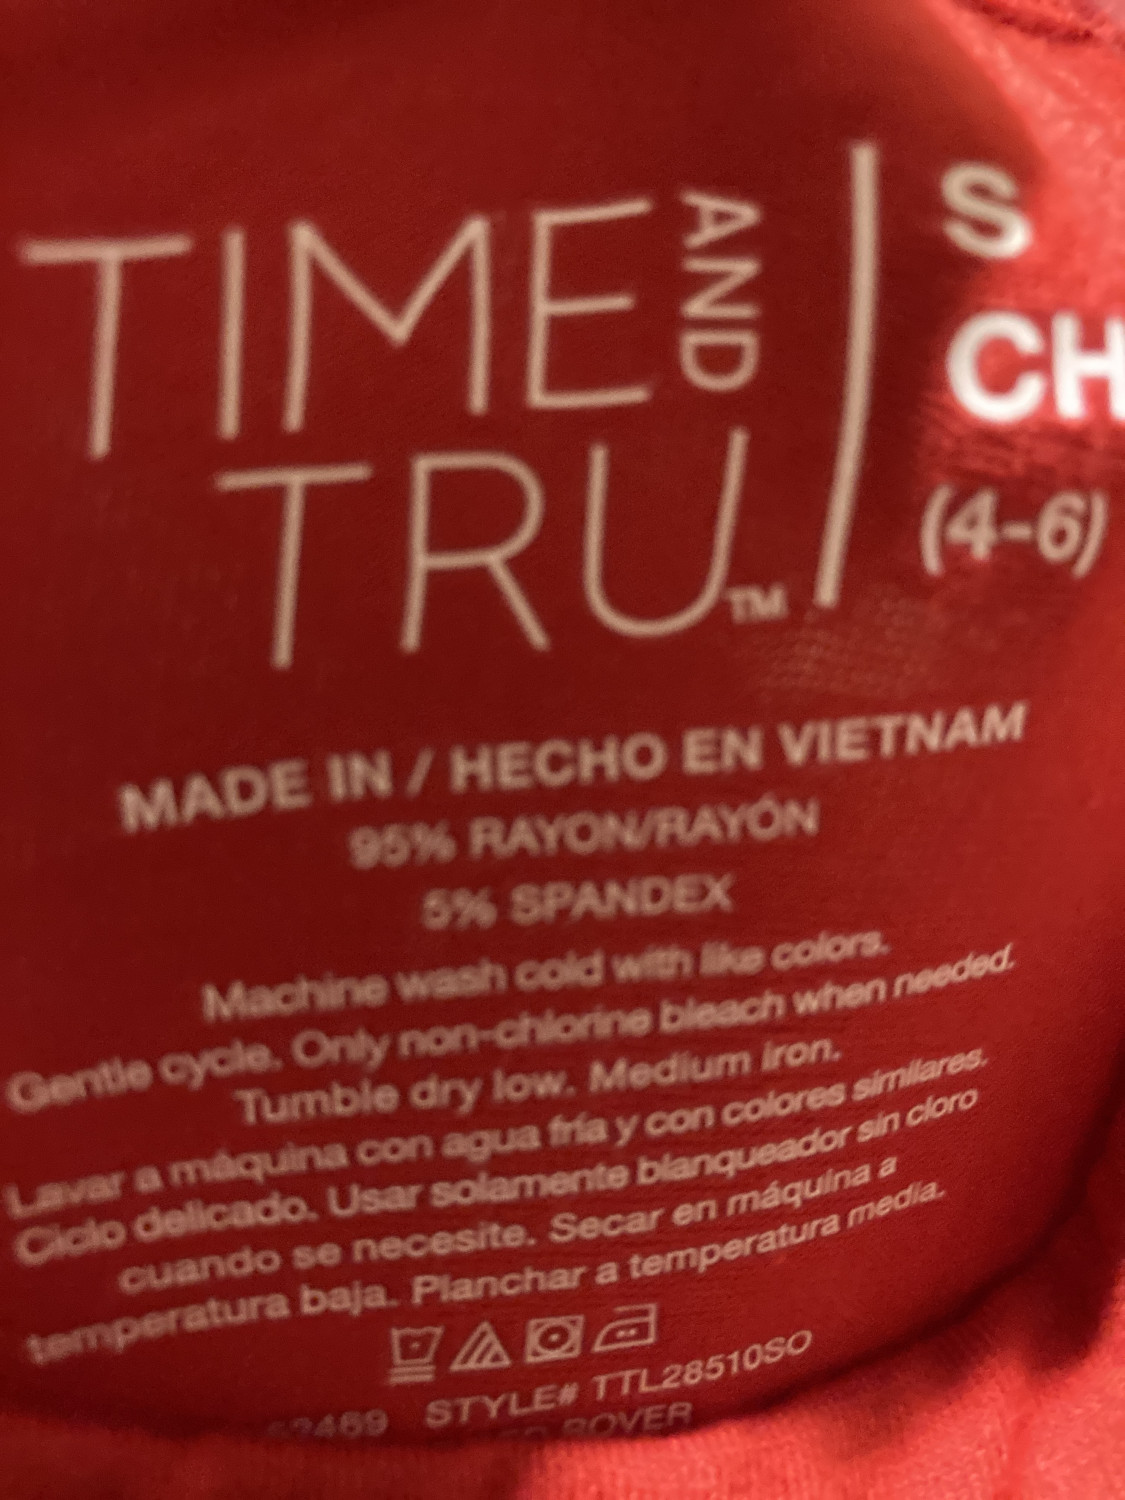 TIME AND
TRU™
S
CH
(4-6)
MADE IN / HECHO EN VIETNAM
95% RAYON/RAYÓN
5% SPANDEX
Machine wash cold with like colors.
Gentle cycle. Only non-chlorine bleach when needed.
Tumble dry low. Medium iron.
Lavar a máquina con agua fría y con colores similares.
Ciclo delicado. Usar solamente blanqueador sin cloro
cuando se necesite. Secar en máquina a
temperatura baja. Planchar a temperatura media.
STYLE# TTL28510SO
ROVER